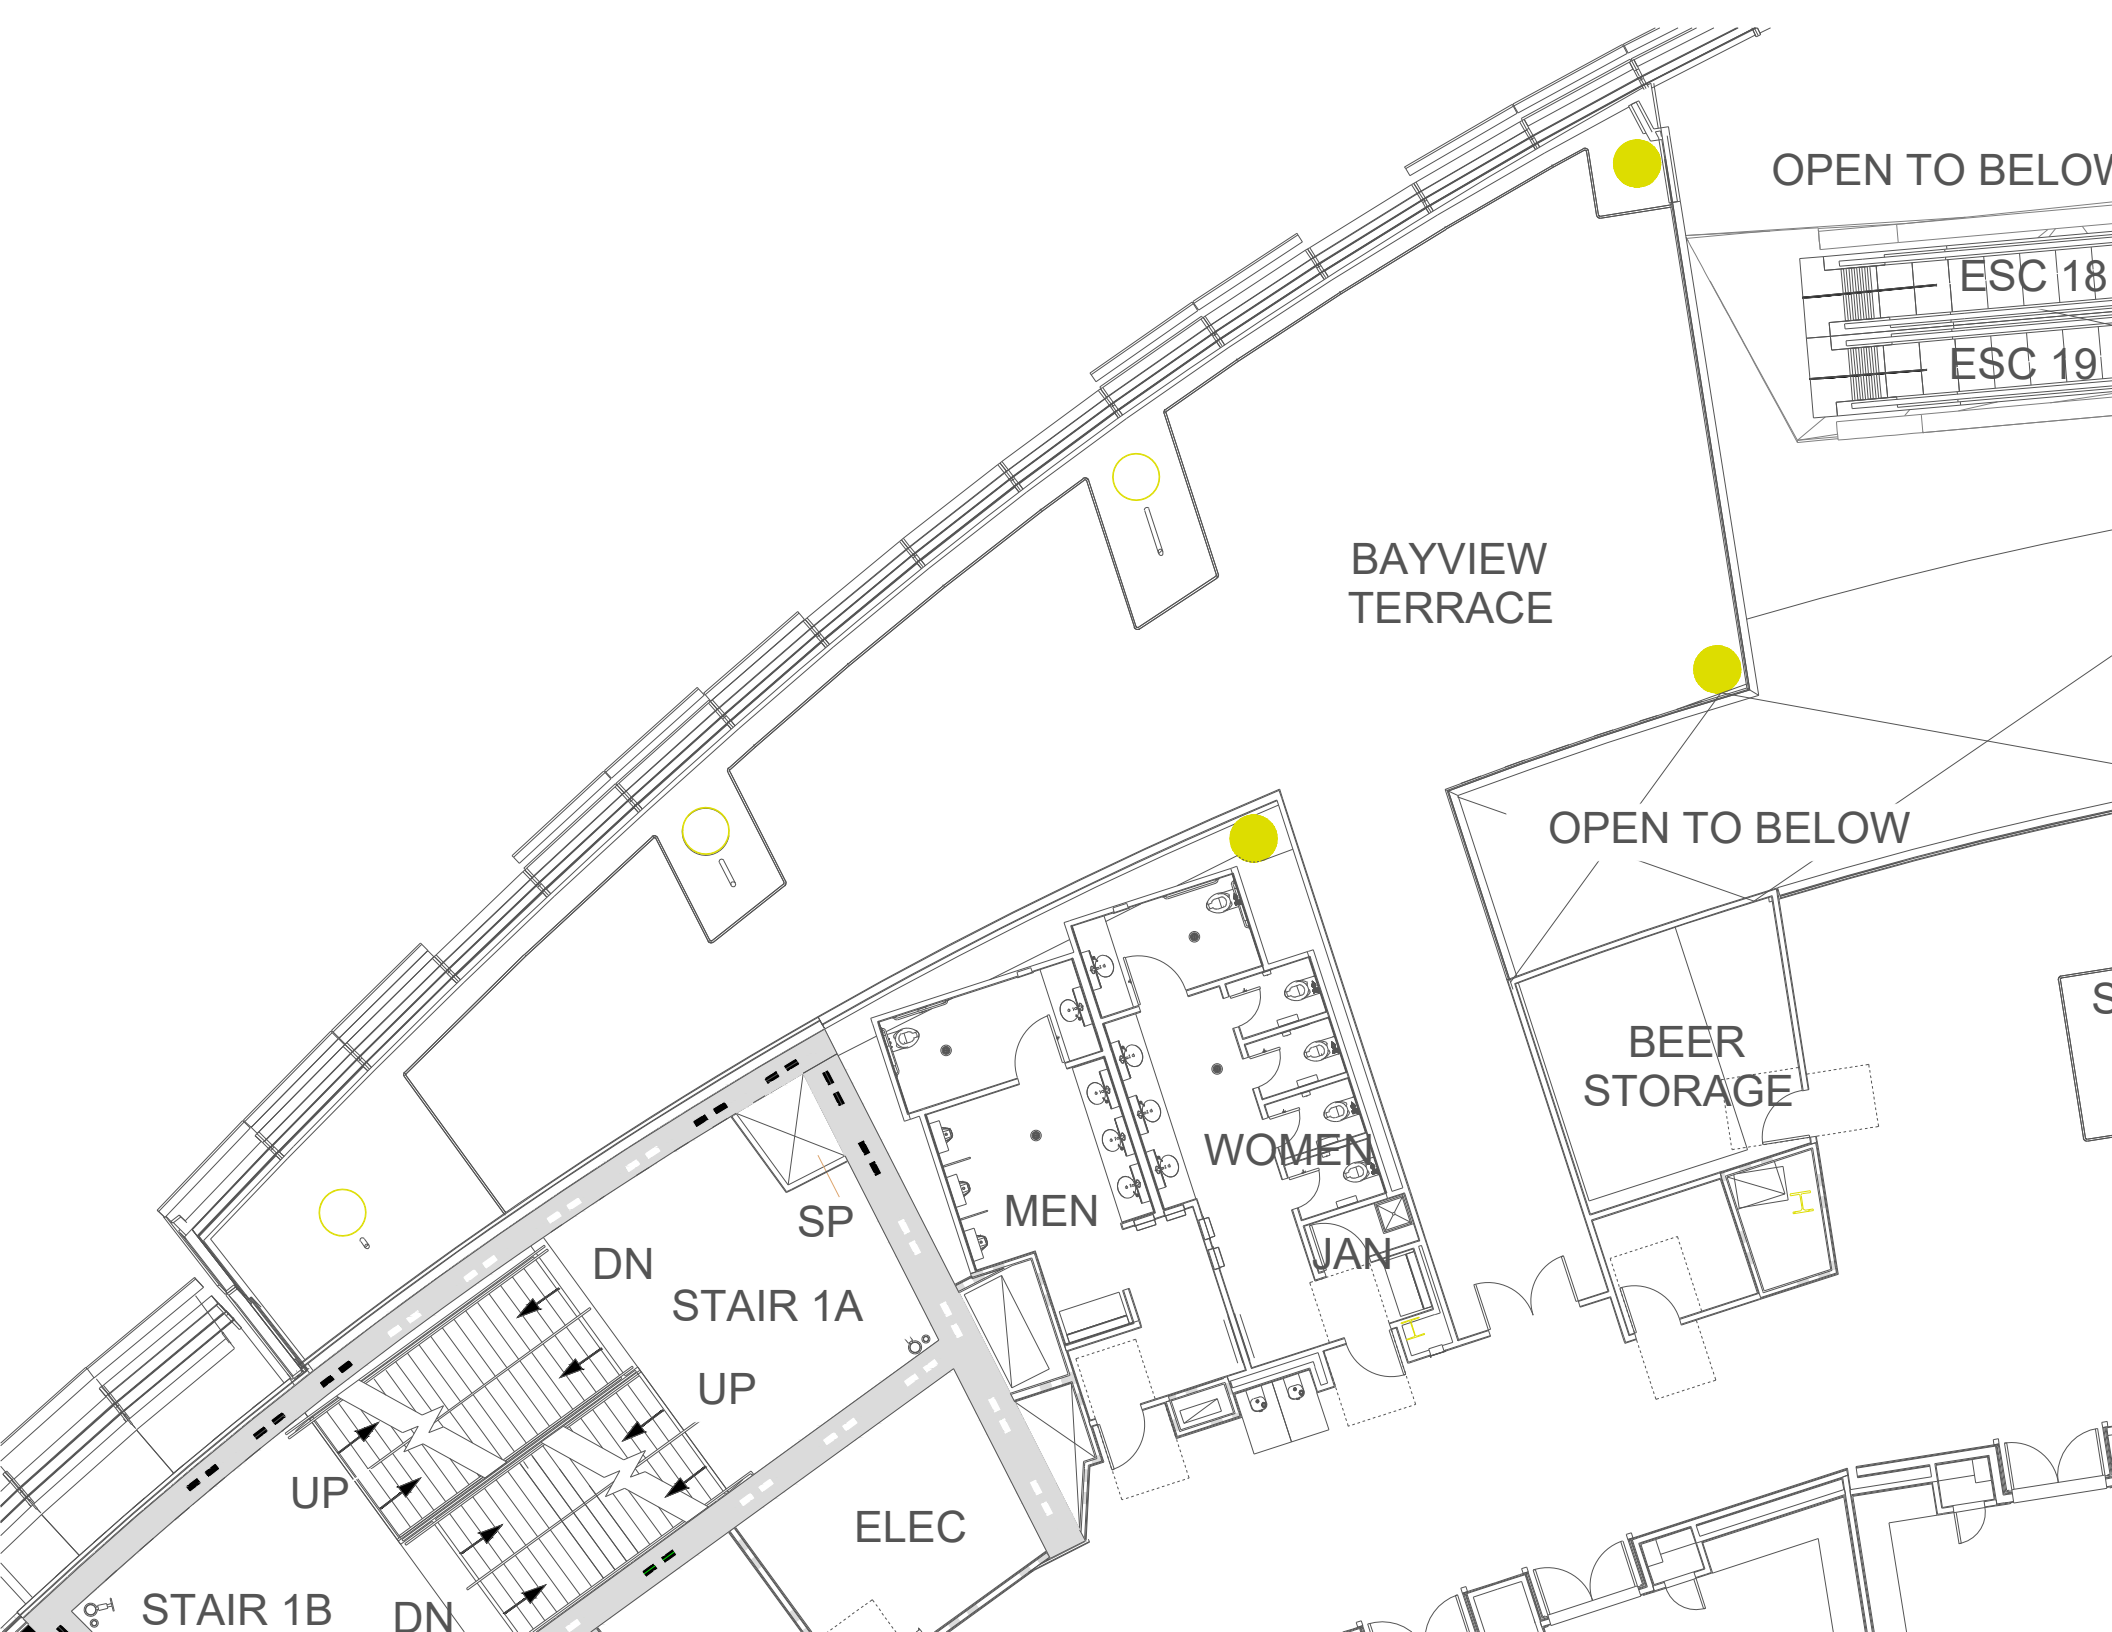 OPEN TO BELOW
ESC 18
ESC 19
BAYVIEW
TERRACE
OPEN TO BELOW
BEER
STORAGE
WOMEN
MEN
SP
JAN
DN
STAIR 1A
UP
UP
ELEC
STAIR 1B
DN